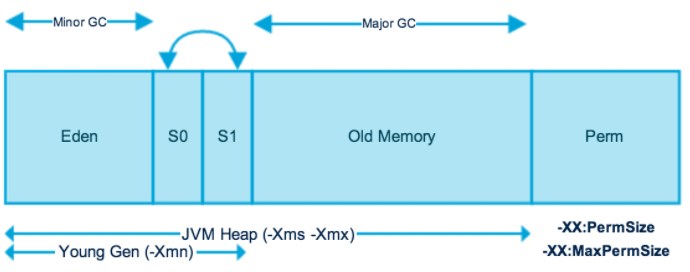 Minor GC
Major GC
Eden
S0
S1
Old Memory
Perm
JVM Heap (-Xms -Xmx)
Young Gen (-Xmn)
-XX:PermSize
-XX:MaxPermSize